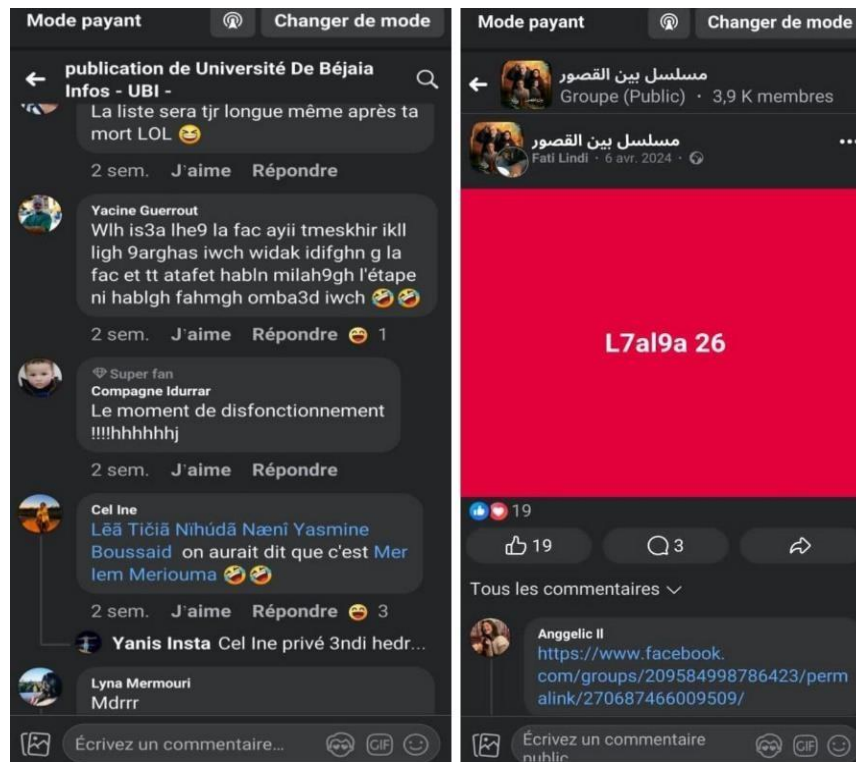 Mode payant
Changer de mode
publication de Université De Béjaia
Infos - UBI -
La liste sera tjr longue même après ta
mort LOL 😆
2 sem. J'aime Répondre
Yacine Guerrout
Wlh is3a lhe9 la fac ayii tmeskhir ikll
ligh 9arghas iwch widak idifghn g la
fac et tt atafet habln milah9gh l'étape
ni hablgh fahmgh omba3d iwch 🤣🤣
2 sem. J'aime Répondre 😄 1
Super fan
Compagne Idurrar
Le moment de disfonctionnement
!!!!hhhhhhj
2 sem. J'aime Répondre
Cel Ine
Lëã Tičiã Nïhúdã Nænî Yasmine
Boussaid on aurait dit que c'est Mer
Iem Meriouma 🤣🤣
2 sem. J'aime Répondre 😄 3
Yanis Insta Cel Ine privé 3ndi hedr...
Lyna Mermouri
Mdrrr
Écrivez un commentaire...
GIF
Mode payant
Changer de mode
مسلسل بين القصور
Groupe (Public) · 3,9 K membres
مسلسل بين القصور
Fati Lindi · 6 avr. 2024 ·
L7al9a 26
19
19
3
Tous les commentaires
Anggelic Il
https://www.facebook.
com/groups/209584998786423/perm
alink/270687466009509/
Écrivez un commentaire
public...
GIF